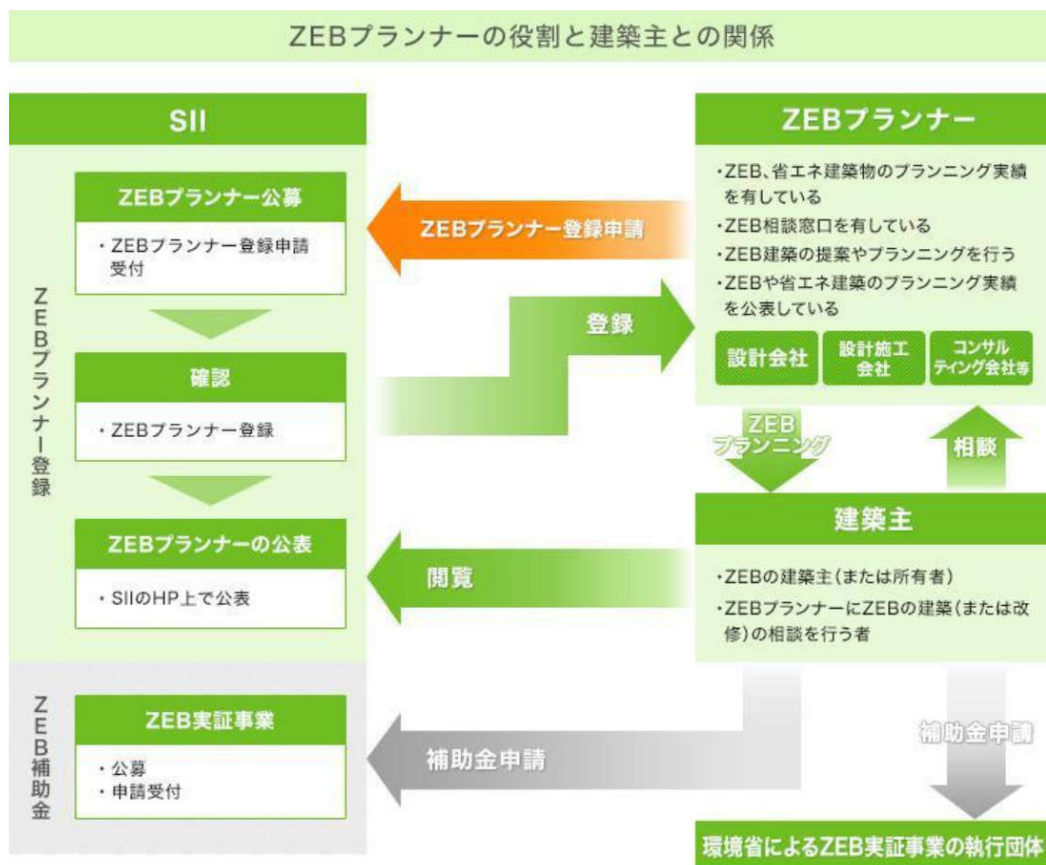 ZEBプランナーの役割と建築主との関係
SII
ZEBプランナー登録
ZEBプランナー公募
・ZEBプランナー登録申請
受付
確認
・ZEBプランナー登録
ZEBプランナーの公表
・SIIのHP上で公表
ZEB補助金
ZEB実証事業
・公募
・申請受付
ZEBプランナー登録申請
登録
閲覧
補助金申請
ZEBプランナー
・ZEB、省エネ建築物のプランニング実績
を有している
・ZEB相談窓口を有している
・ZEB建築の提案やプランニングを行う
・ZEBや省エネ建築のプランニング実績
を公表している
設計会社
設計施工
会社
コンサル
ティング会社等
ZEB
プランニング
相談
建築主
・ZEBの建築主(または所有者)
・ZEBプランナーにZEBの建築(または改
修)の相談を行う者
補助金申請
環境省によるZEB実証事業の執行団体